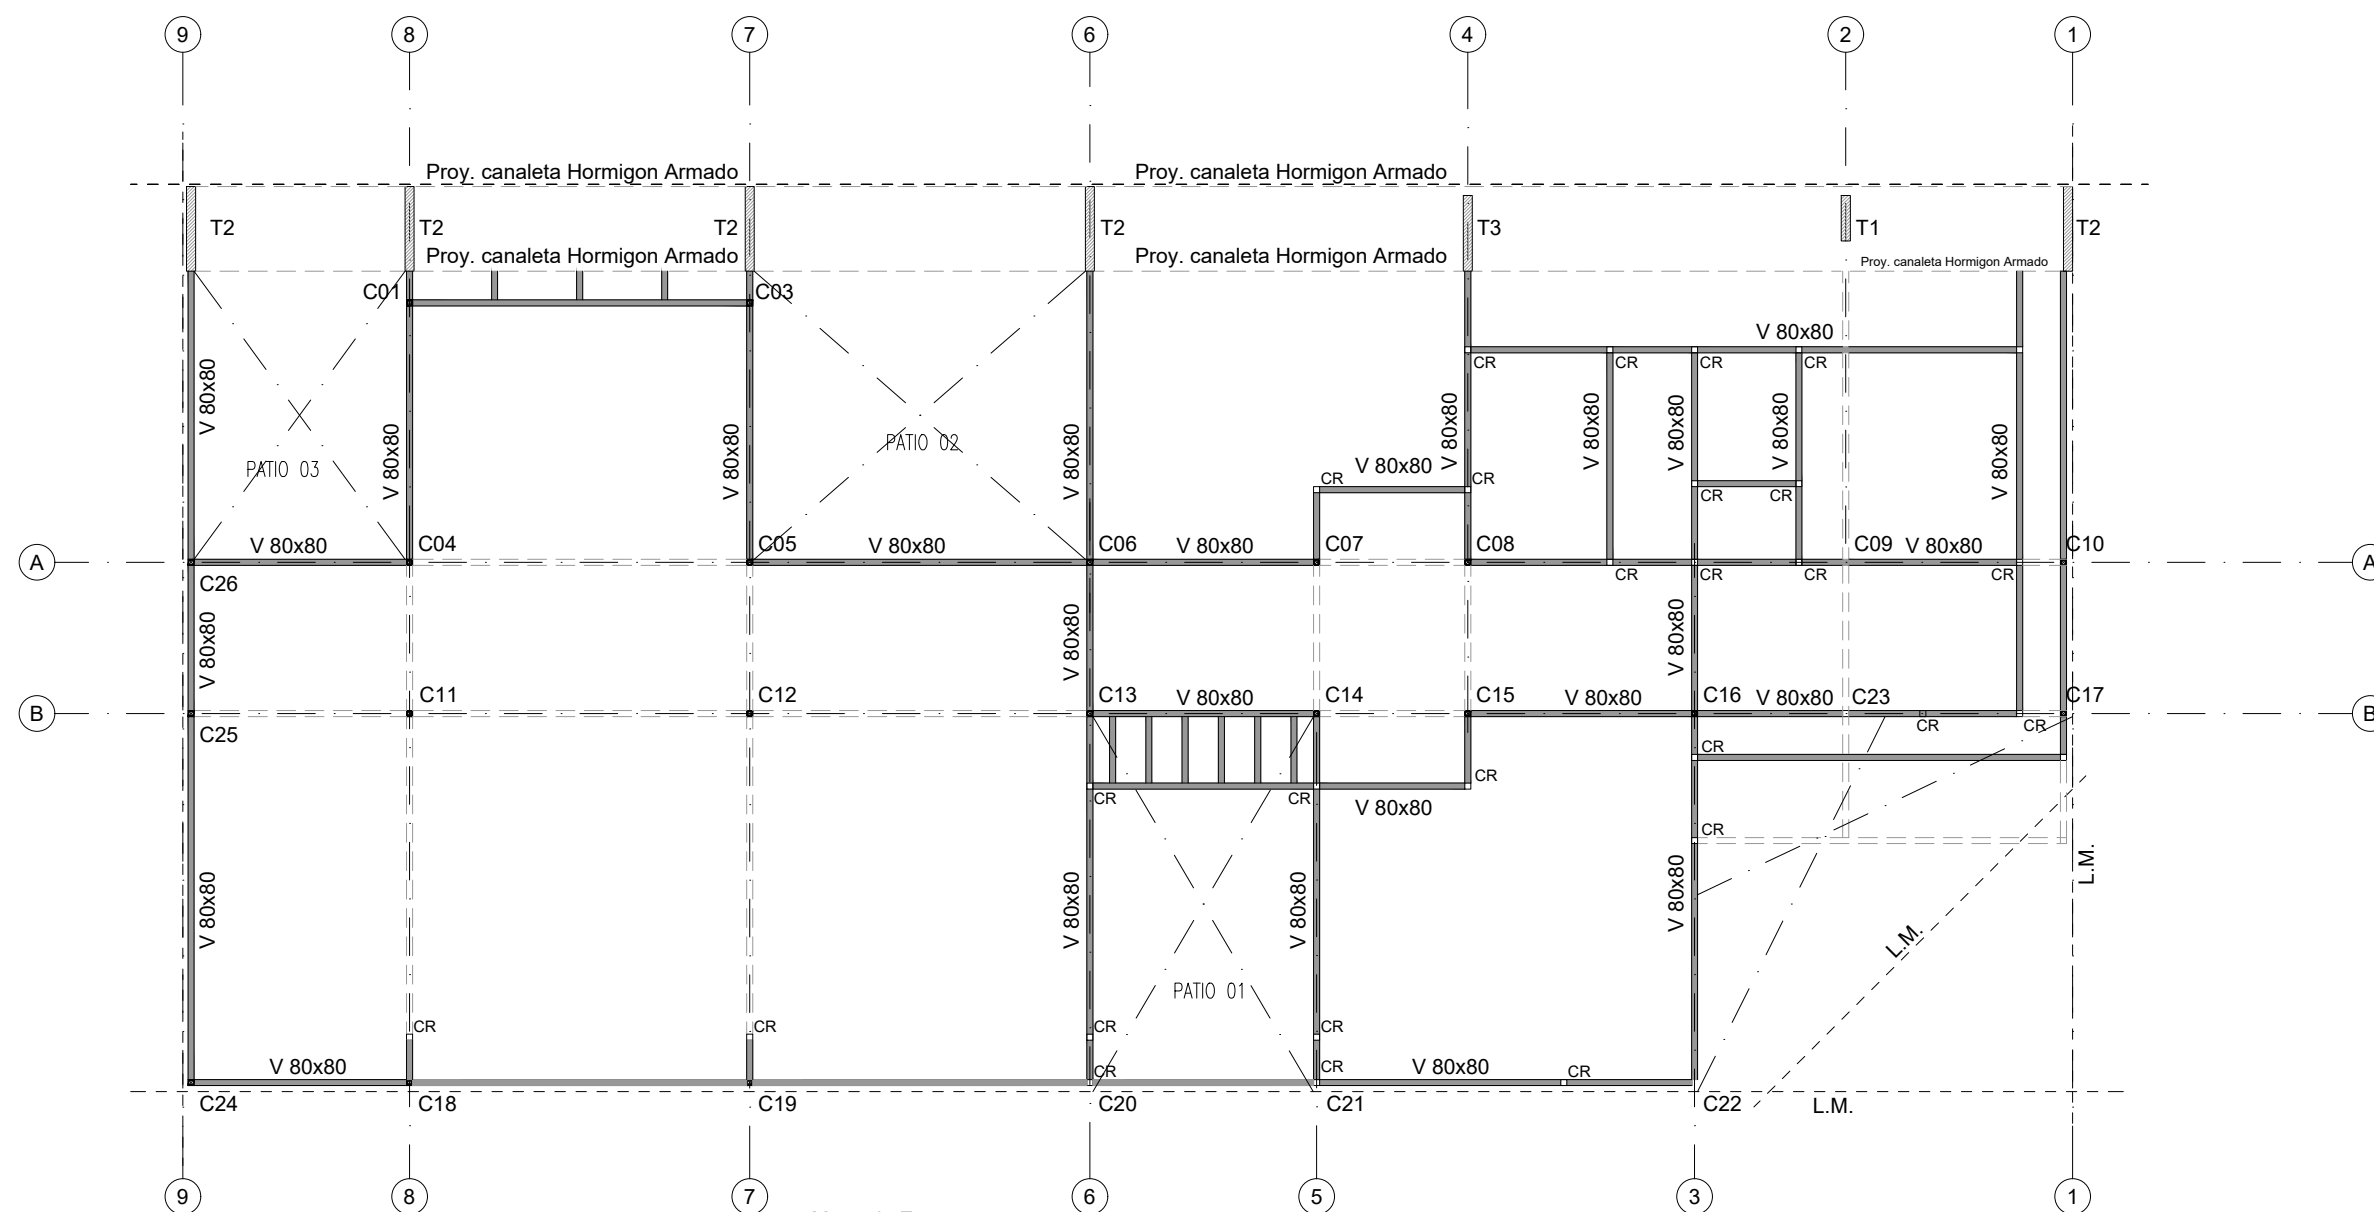 9 8 7 6 4 2 1
Proy. canaleta Hormigon Armado Proy. canaleta Hormigon Armado
T2 T2 T2 T2 T3 T1 T2
Proy. canaleta Hormigon Armado Proy. canaleta Hormigon Armado
Proy. canaleta Hormigon Armado
C01 C03
V 80x80
CR CR CR CR
V 80x80 V 80x80 V 80x80 V 80x80 V 80x80 V 80x80 V 80x80 V 80x80 V 80x80
PATIO 02
PATIO 03
V 80x80
CR CR
CR CR
V 80x80 C04 C05 V 80x80 C06 V 80x80 C07 C08 C09 V 80x80 C10
A A
C26 CR CR CR CR
V 80x80 V 80x80 V 80x80
C11 C12 C13 V 80x80 C14 C15 V 80x80 C16 V 80x80 C23 C17
B B
C25 CR CR
CR
CR
CR CR V 80x80
CR
L.M.
V 80x80 V 80x80 V 80x80 V 80x80
L.M.
PATIO 01
CR CR CR CR
V 80x80 CR CR V 80x80 CR
C24 C18 C19 C20 C21 C22 L.M.
9 8 7 6 5 3 1